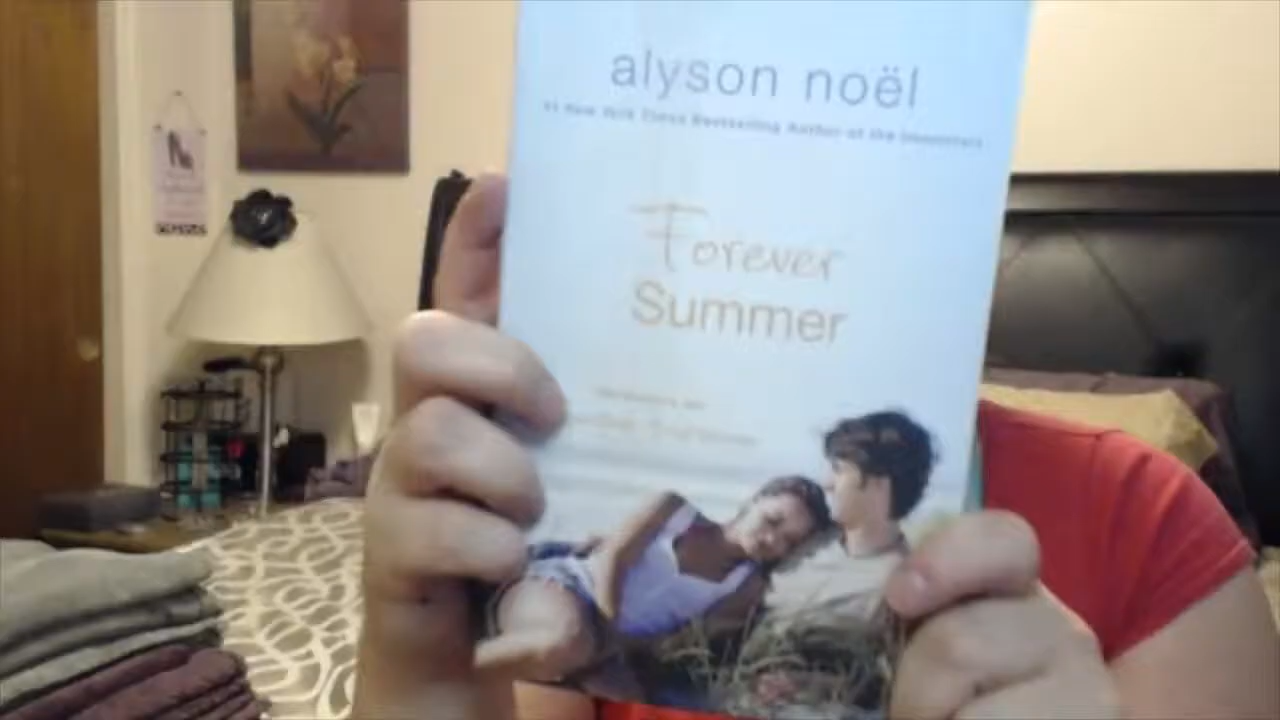 alyson noël
#1 New York Times Bestselling Author of the Immortals
Forever
Summer